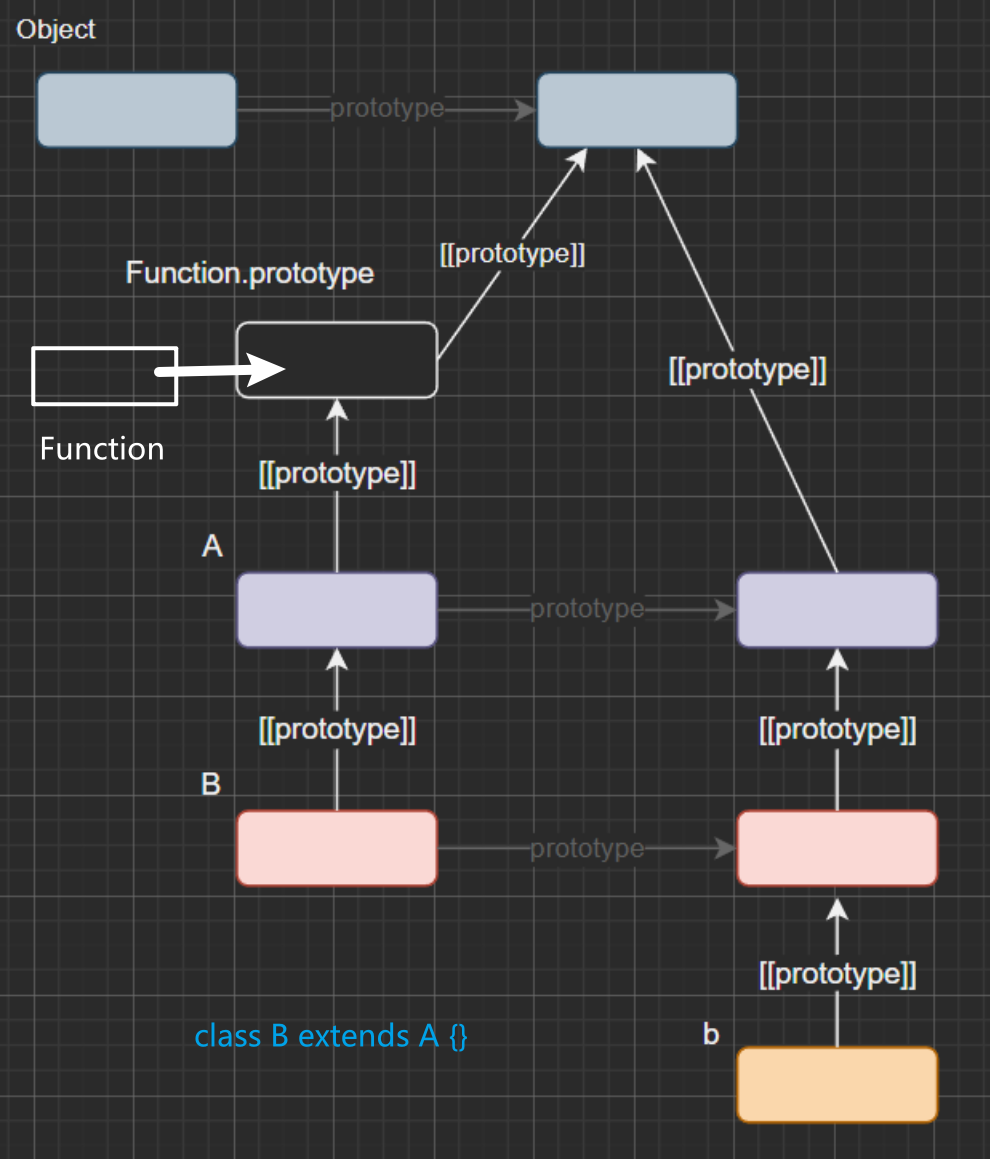 Object
prototype
[[prototype]]
Function.prototype
[[prototype]]
Function
[[prototype]]
A
prototype
[[prototype]]
[[prototype]]
B
prototype
[[prototype]]
class B extends A {}
b